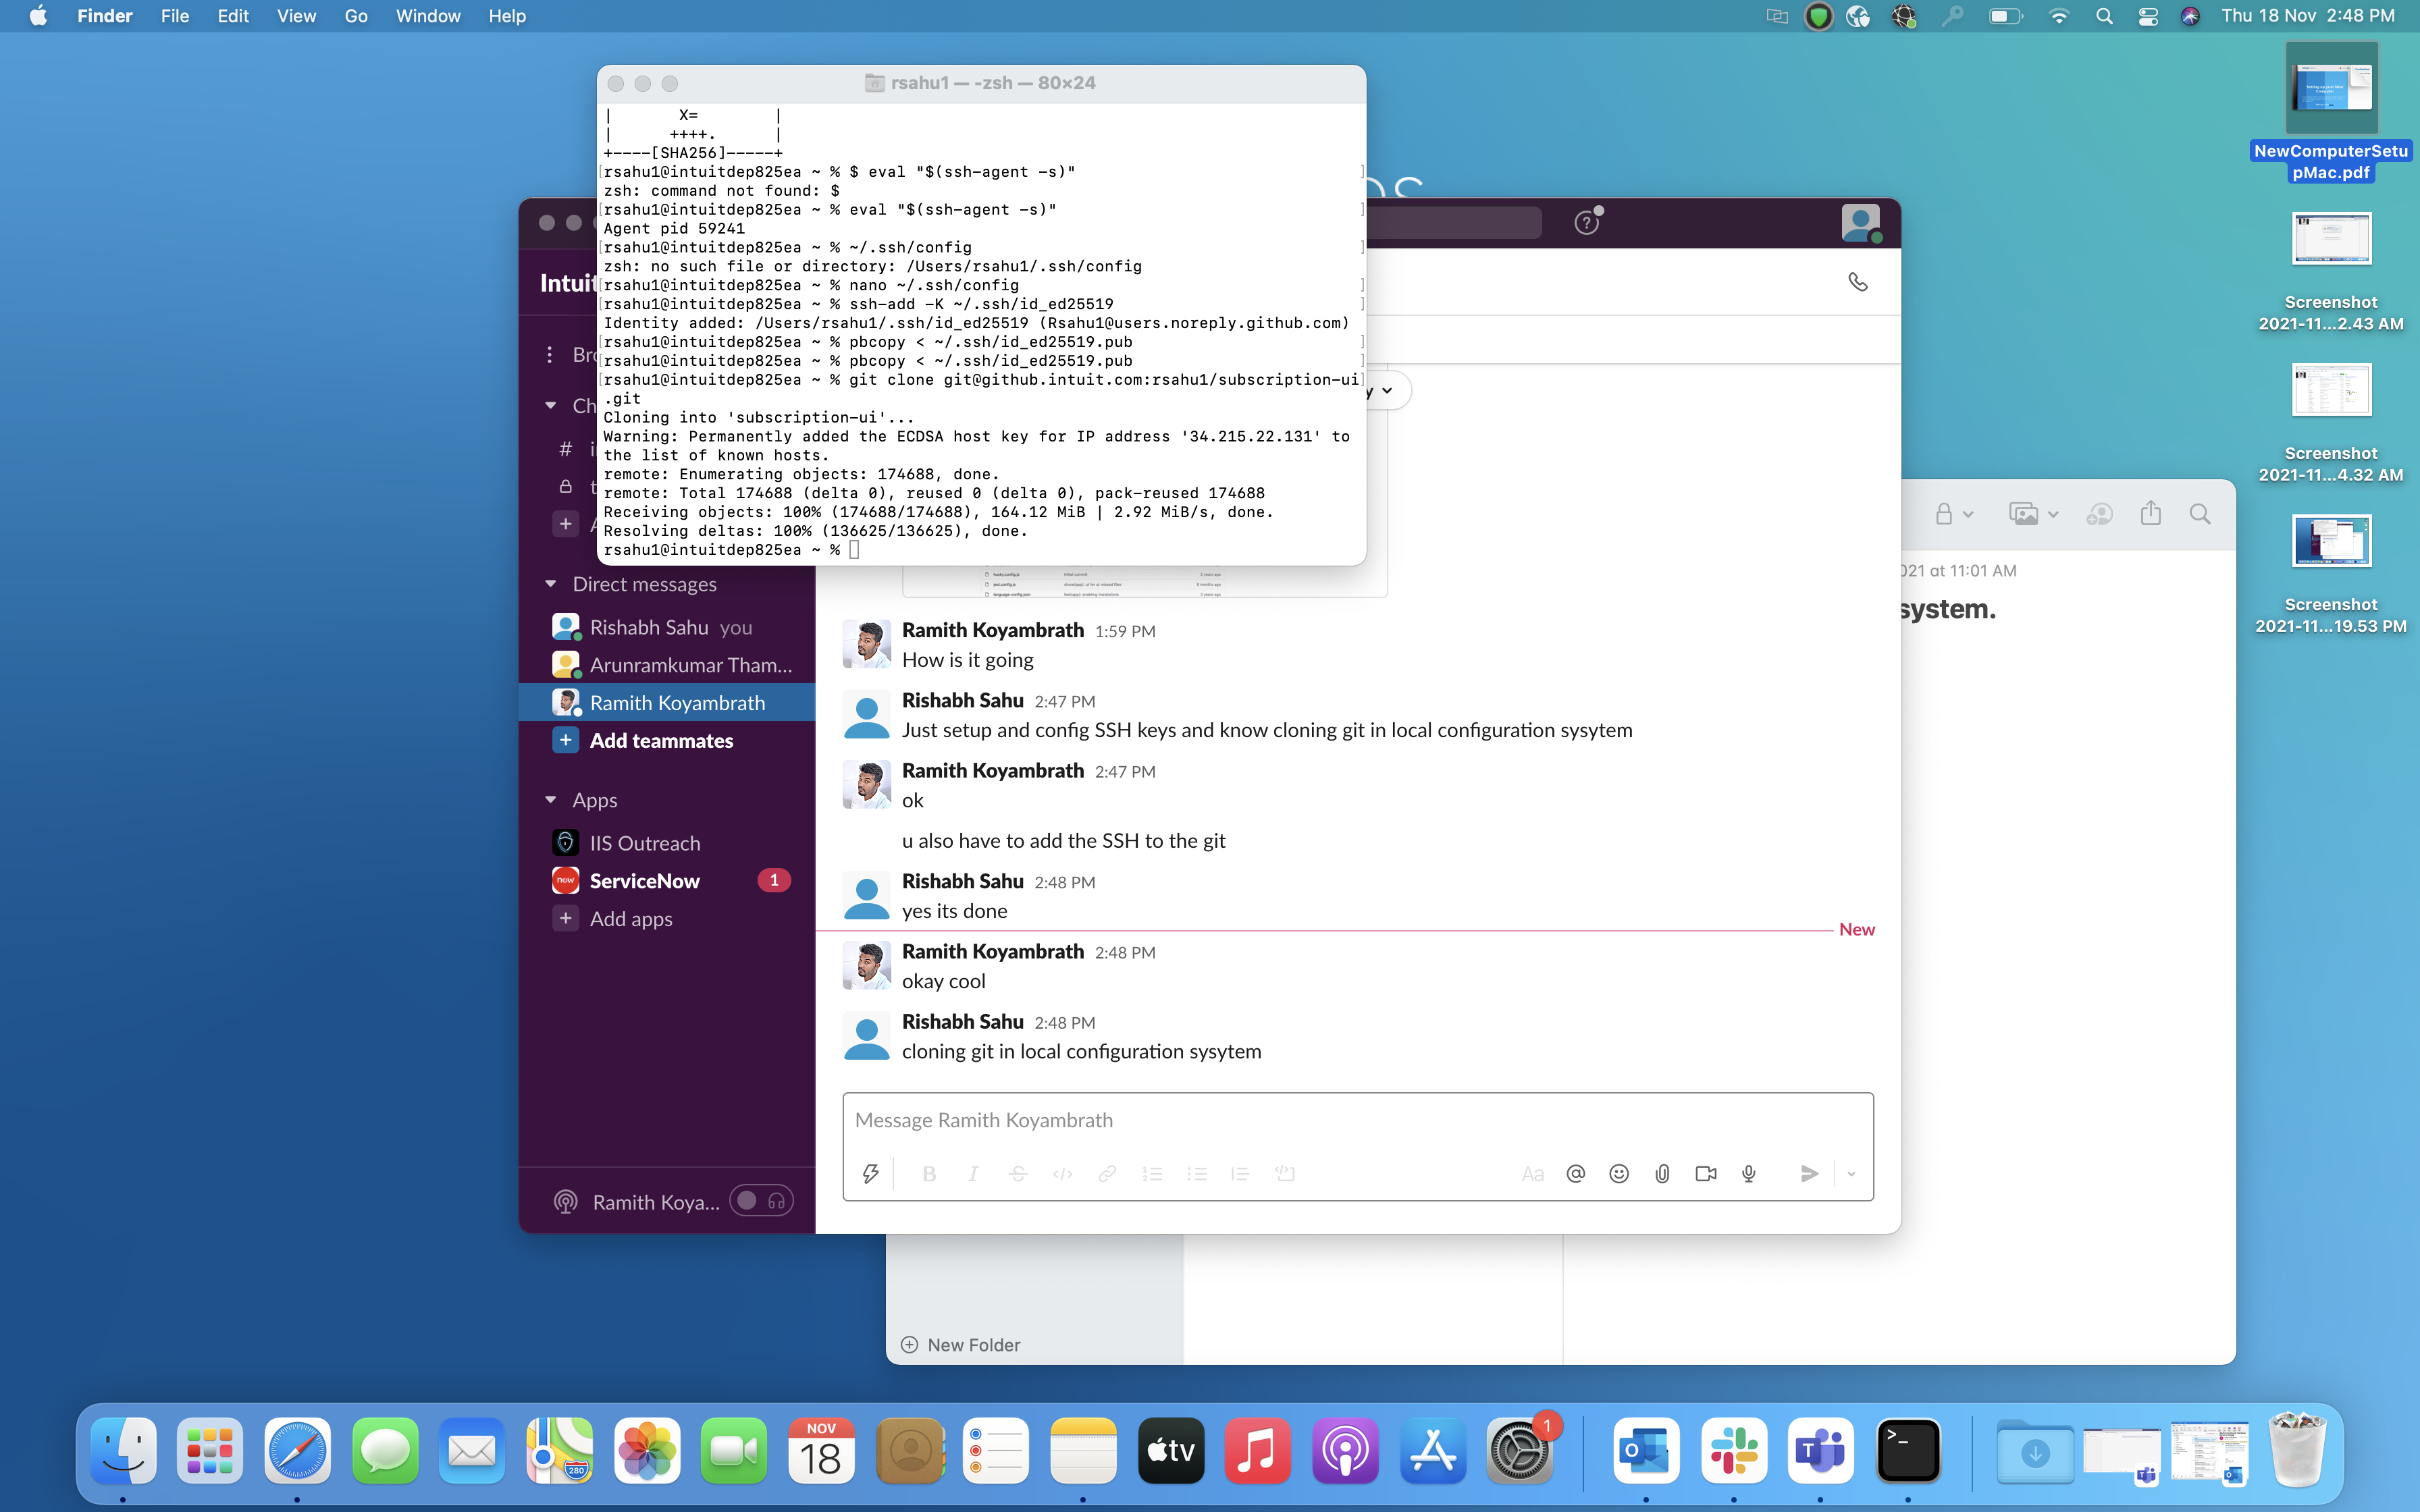 Finder File Edit View Go Window Help
Thu 18 Nov 2:48 PM
rsahu1 — -zsh — 80×24
| X= |
| ++++. |
+----[SHA256]-----+
rsahu1@intuitdep825ea ~ % $ eval "$(ssh-agent -s)"
zsh: command not found: $
rsahu1@intuitdep825ea ~ % eval "$(ssh-agent -s)"
Agent pid 59241
rsahu1@intuitdep825ea ~ % ~/.ssh/config
zsh: no such file or directory: /Users/rsahu1/.ssh/config
rsahu1@intuitdep825ea ~ % nano ~/.ssh/config
rsahu1@intuitdep825ea ~ % ssh-add -K ~/.ssh/id_ed25519
Identity added: /Users/rsahu1/.ssh/id_ed25519 (Rsahu1@users.noreply.github.com)
rsahu1@intuitdep825ea ~ % pbcopy < ~/.ssh/id_ed25519.pub
rsahu1@intuitdep825ea ~ % pbcopy < ~/.ssh/id_ed25519.pub
rsahu1@intuitdep825ea ~ % git clone git@github.intuit.com:rsahu1/subscription-ui
.git
Cloning into 'subscription-ui'...
Warning: Permanently added the ECDSA host key for IP address '34.215.22.131' to
the list of known hosts.
remote: Enumerating objects: 174688, done.
remote: Total 174688 (delta 0), reused 0 (delta 0), pack-reused 174688
Receiving objects: 100% (174688/174688), 164.12 MiB | 2.92 MiB/s, done.
Resolving deltas: 100% (136625/136625), done.
rsahu1@intuitdep825ea ~ %
Intuit
Direct messages
Rishabh Sahu you
Arunramkumar Tham...
Ramith Koyambrath
Add teammates
Apps
IIS Outreach
ServiceNow 1
Add apps
Ramith Koya...
Ramith Koyambrath 1:59 PM
How is it going
Rishabh Sahu 2:47 PM
Just setup and config SSH keys and know cloning git in local configuration sysytem
Ramith Koyambrath 2:47 PM
ok
u also have to add the SSH to the git
Rishabh Sahu 2:48 PM
yes its done
New
Ramith Koyambrath 2:48 PM
okay cool
Rishabh Sahu 2:48 PM
cloning git in local configuration sysytem
Message Ramith Koyambrath
021 at 11:01 AM
system.
New Folder
NewComputerSetu
pMac.pdf
Screenshot
2021-11...2.43 AM
Screenshot
2021-11...4.32 AM
Screenshot
2021-11...19.53 PM
NOV
18
280
tv
1